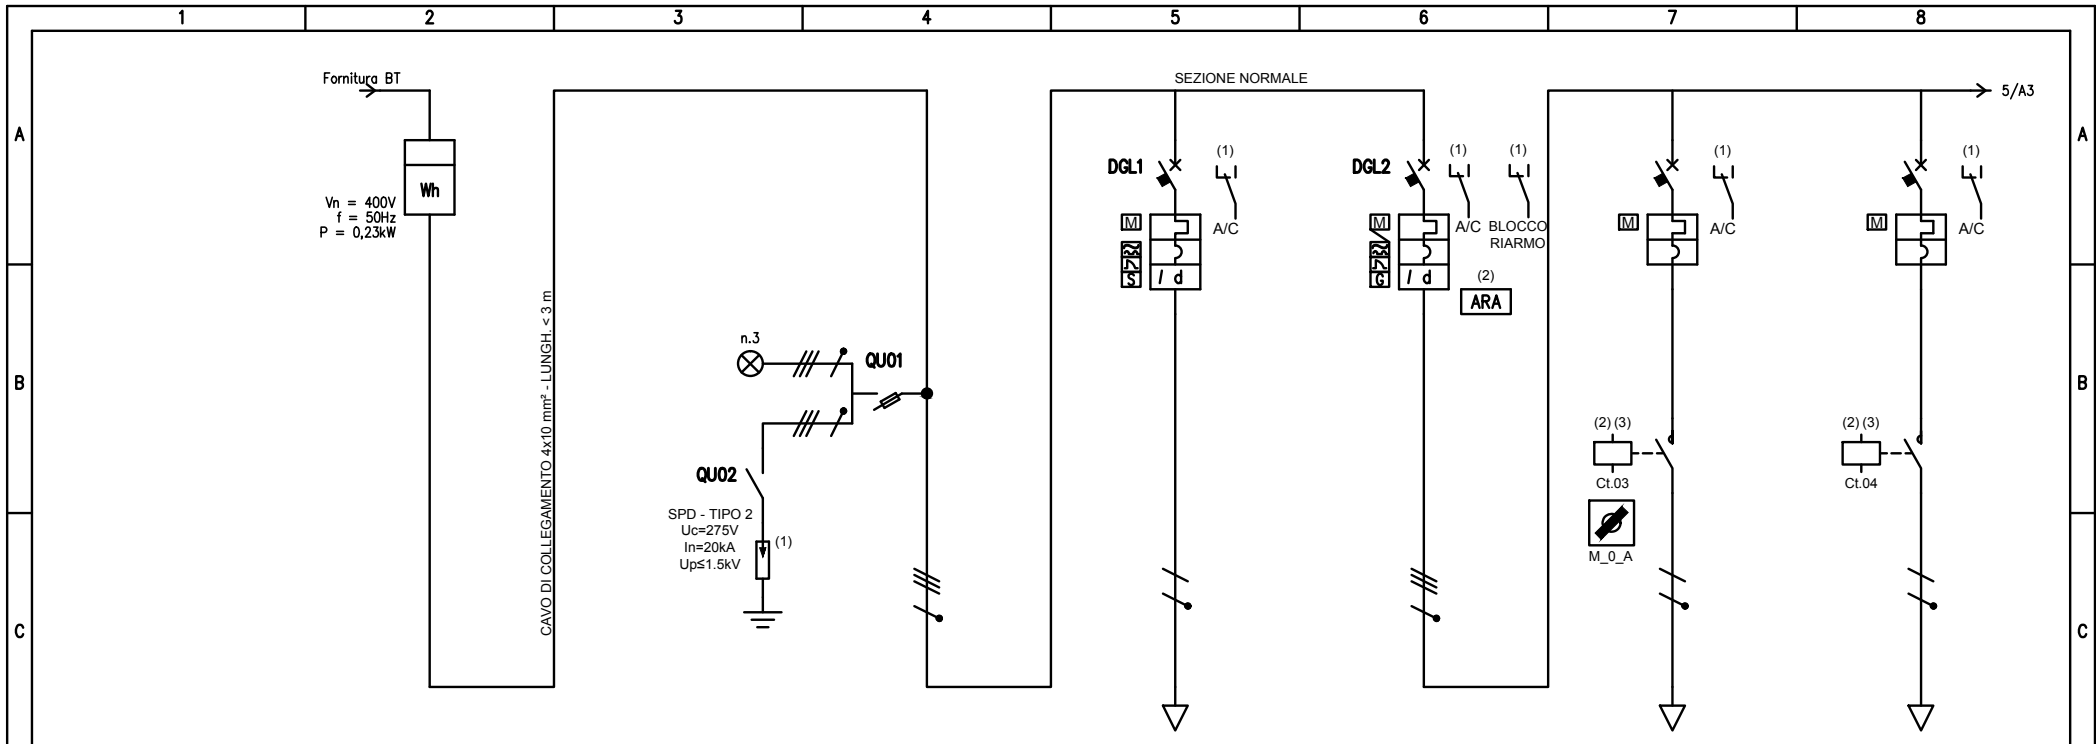 1 2 3 4 5 6 7 8
A
A
B
B
C
C
Fornitura BT
Wh
Vn = 400V
f = 50Hz
P = 0,23kW
CAVO DI COLLEGAMENTO 4x10 mm² - LUNGH. < 3 m
n.3
QU01
QU02
SPD - TIPO 2
Uc=275V
In=20kA
Up≤1.5kV
(1)
SEZIONE NORMALE
5/A3
DGL1
(1)
A/C
M
S
I d
DGL2
(1)
(1)
A/C
BLOCCO
RIARMO
M
G
I d
(2)
ARA
(1)
M
A/C
(2) (3)
Ct.03
M_0_A
(1)
M
A/C
(2) (3)
Ct.04